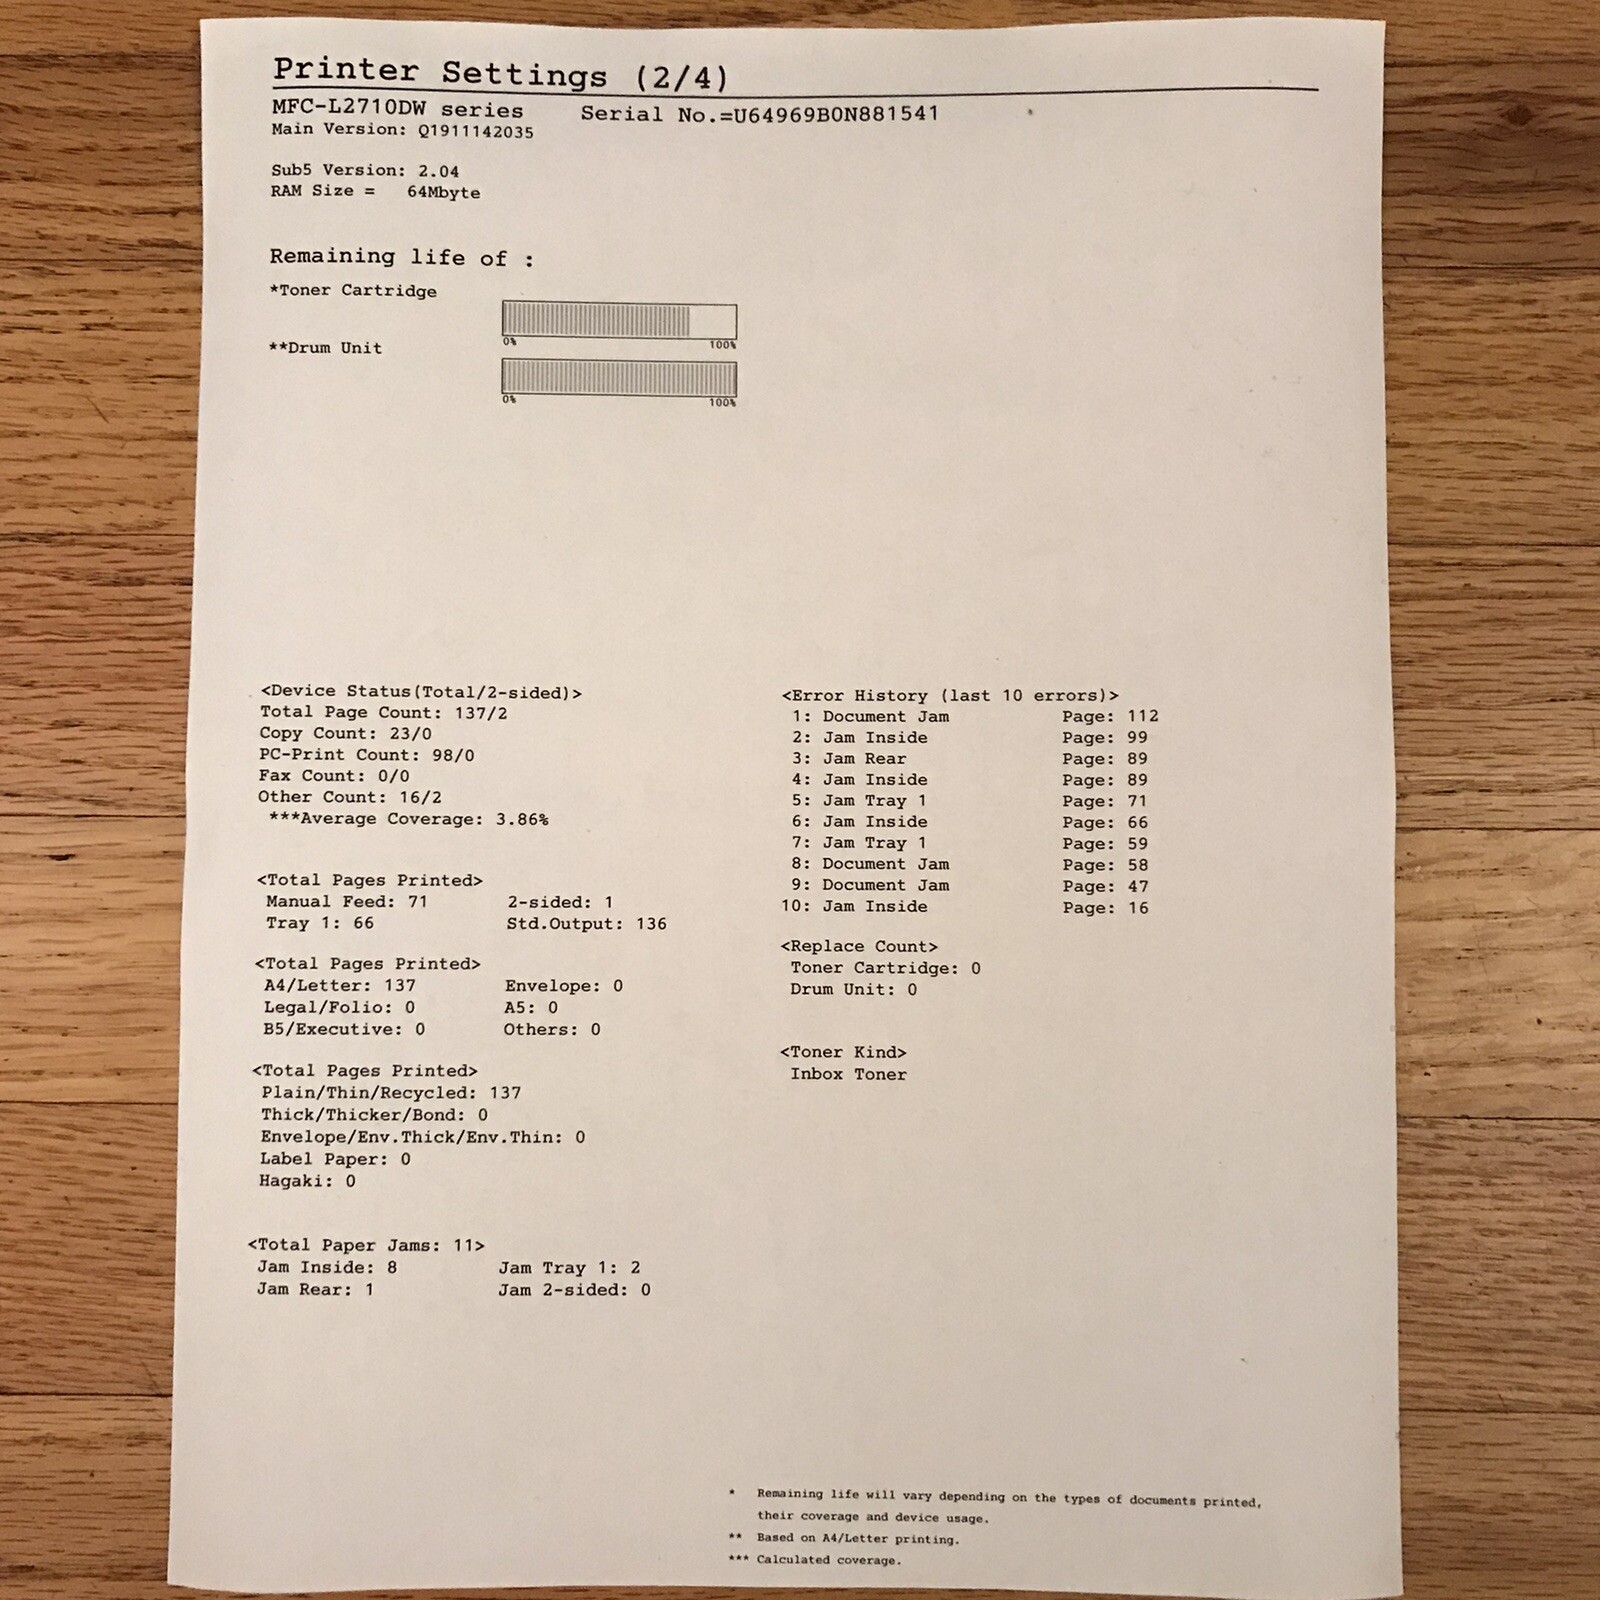 Printer Settings (2/4)
MFC-L2710DW series Serial No.=U64969B0N881541
Main Version: Q1911142035
Sub5 Version: 2.04
RAM Size = 64Mbyte
Remaining life of :
*Toner Cartridge
0% 100%
**Drum Unit
0% 100%
<Device Status(Total/2-sided)>
Total Page Count: 137/2
Copy Count: 23/0
PC-Print Count: 98/0
Fax Count: 0/0
Other Count: 16/2
***Average Coverage: 3.86%
<Total Pages Printed>
Manual Feed: 71 2-sided: 1
Tray 1: 66 Std.Output: 136
<Total Pages Printed>
A4/Letter: 137 Envelope: 0
Legal/Folio: 0 A5: 0
B5/Executive: 0 Others: 0
<Total Pages Printed>
Plain/Thin/Recycled: 137
Thick/Thicker/Bond: 0
Envelope/Env.Thick/Env.Thin: 0
Label Paper: 0
Hagaki: 0
<Total Paper Jams: 11>
Jam Inside: 8 Jam Tray 1: 2
Jam Rear: 1 Jam 2-sided: 0
<Error History (last 10 errors)>
1: Document Jam Page: 112
2: Jam Inside Page: 99
3: Jam Rear Page: 89
4: Jam Inside Page: 89
5: Jam Tray 1 Page: 71
6: Jam Inside Page: 66
7: Jam Tray 1 Page: 59
8: Document Jam Page: 58
9: Document Jam Page: 47
10: Jam Inside Page: 16
<Replace Count>
Toner Cartridge: 0
Drum Unit: 0
<Toner Kind>
Inbox Toner
* Remaining life will vary depending on the types of documents printed,
their coverage and device usage.
** Based on A4/Letter printing.
*** Calculated coverage.